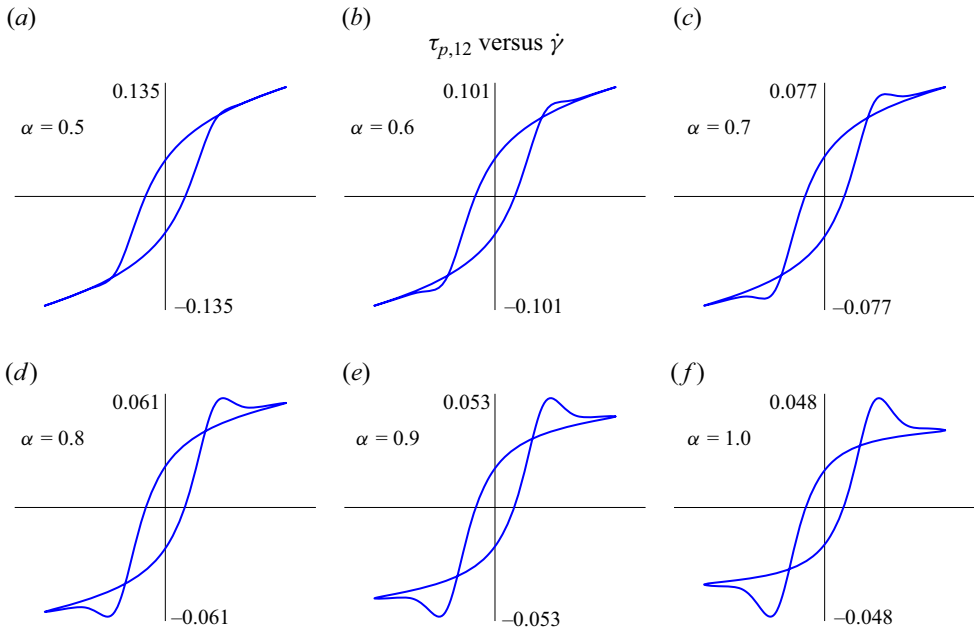 (a)
(b)
(c)
τp,12 versus γ̇
0.135
0.101
0.077
α = 0.5
α = 0.6
α = 0.7
–0.135
–0.101
–0.077
(d)
(e)
(f)
0.061
0.053
0.048
α = 0.8
α = 0.9
α = 1.0
–0.061
–0.053
–0.048